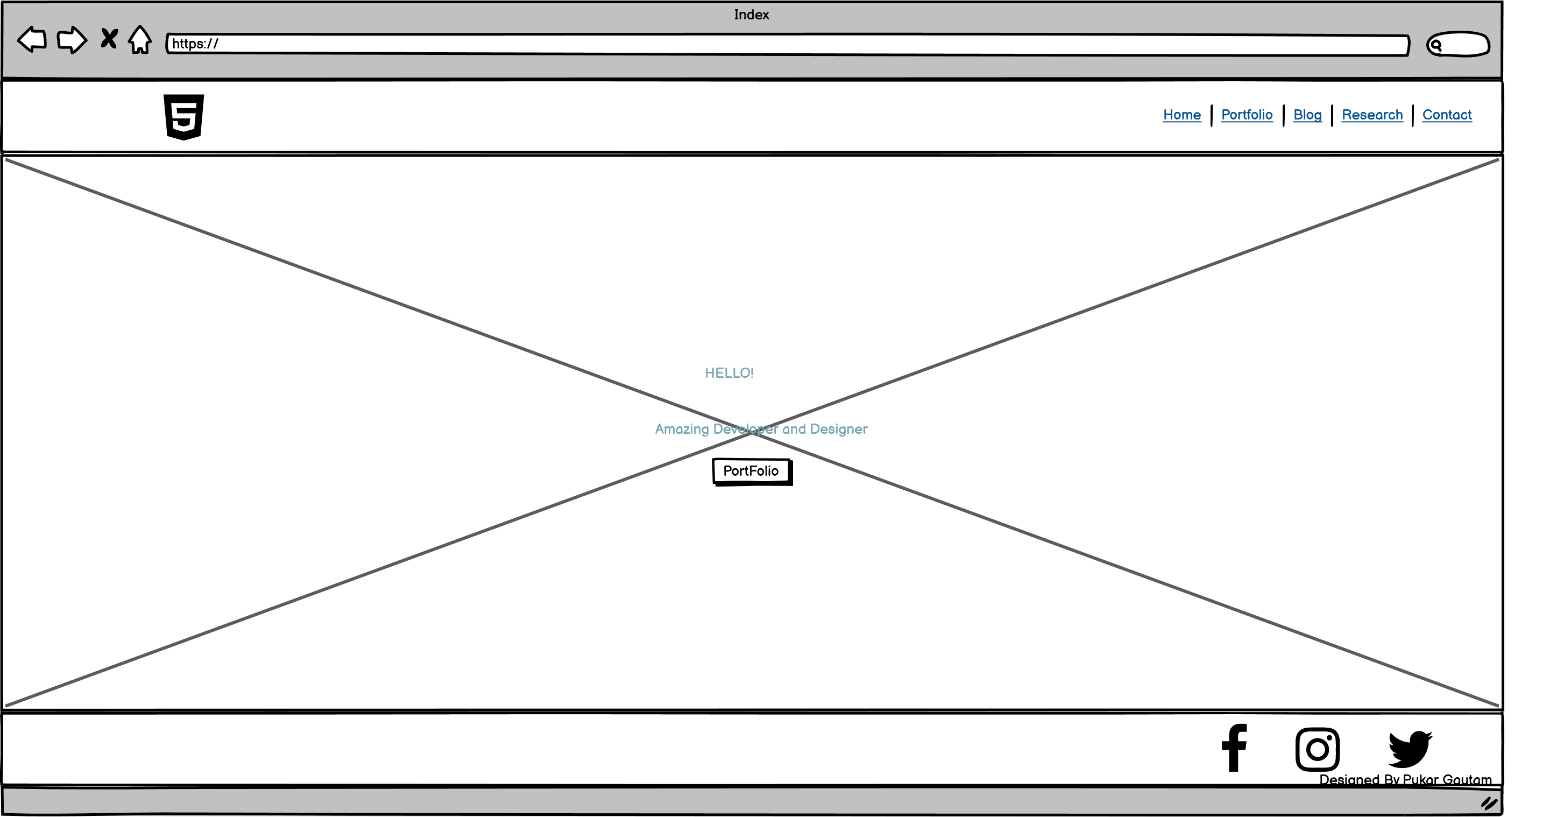 Index
https://
Home | Portfolio | Blog | Research | Contact
HELLO!
Amazing Developer and Designer
PortFolio
Designed By Pukar Gautam